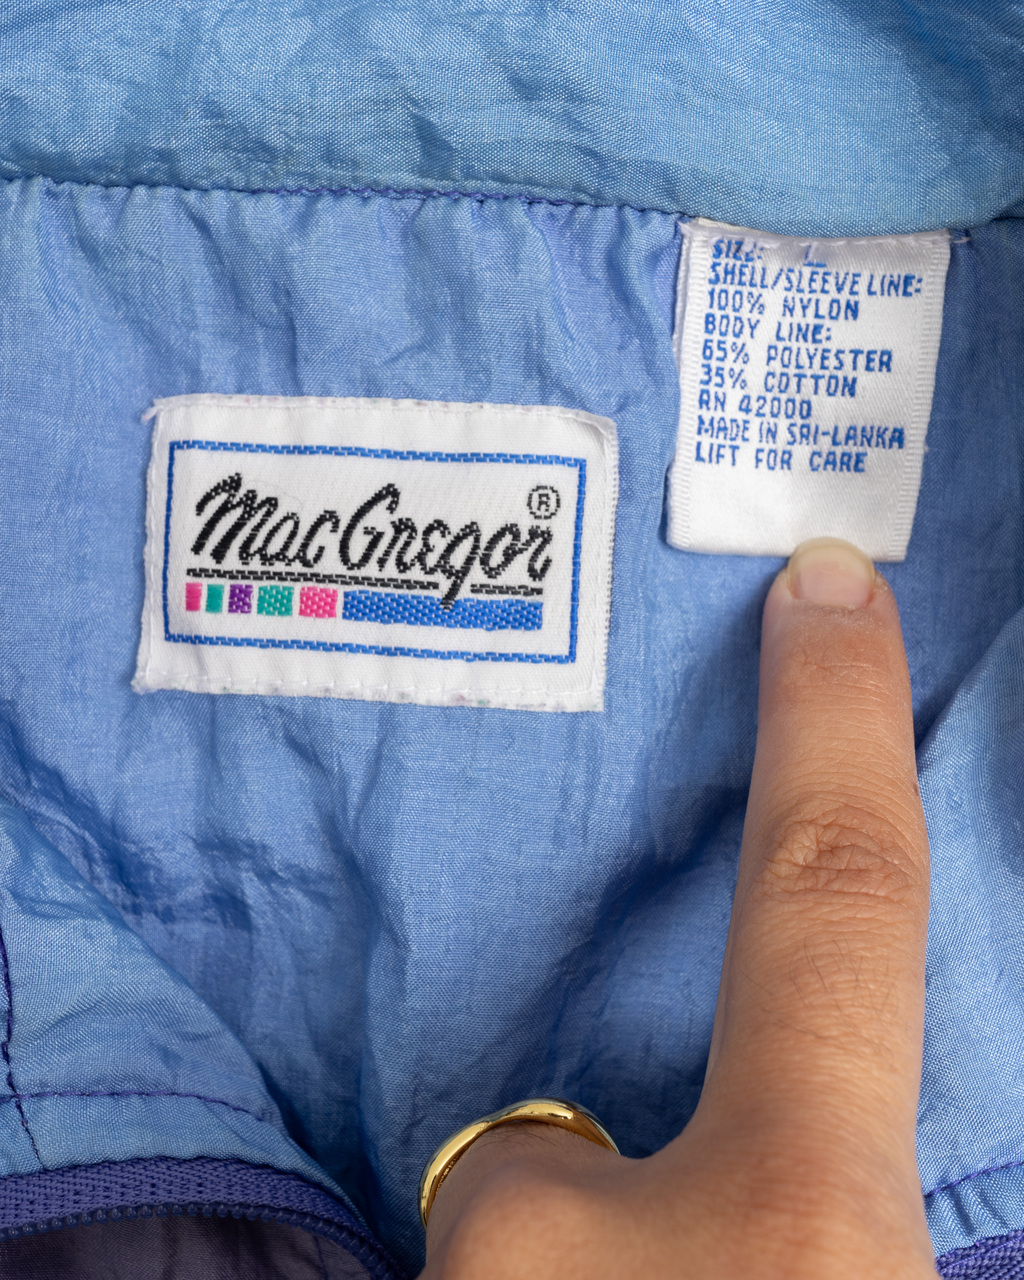 MacGregor®
SIZE: L
SHELL/SLEEVE LINE:
100% NYLON
BODY LINE:
65% POLYESTER
35% COTTON
RN 42000
MADE IN SRI-LANKA
LIFT FOR CARE